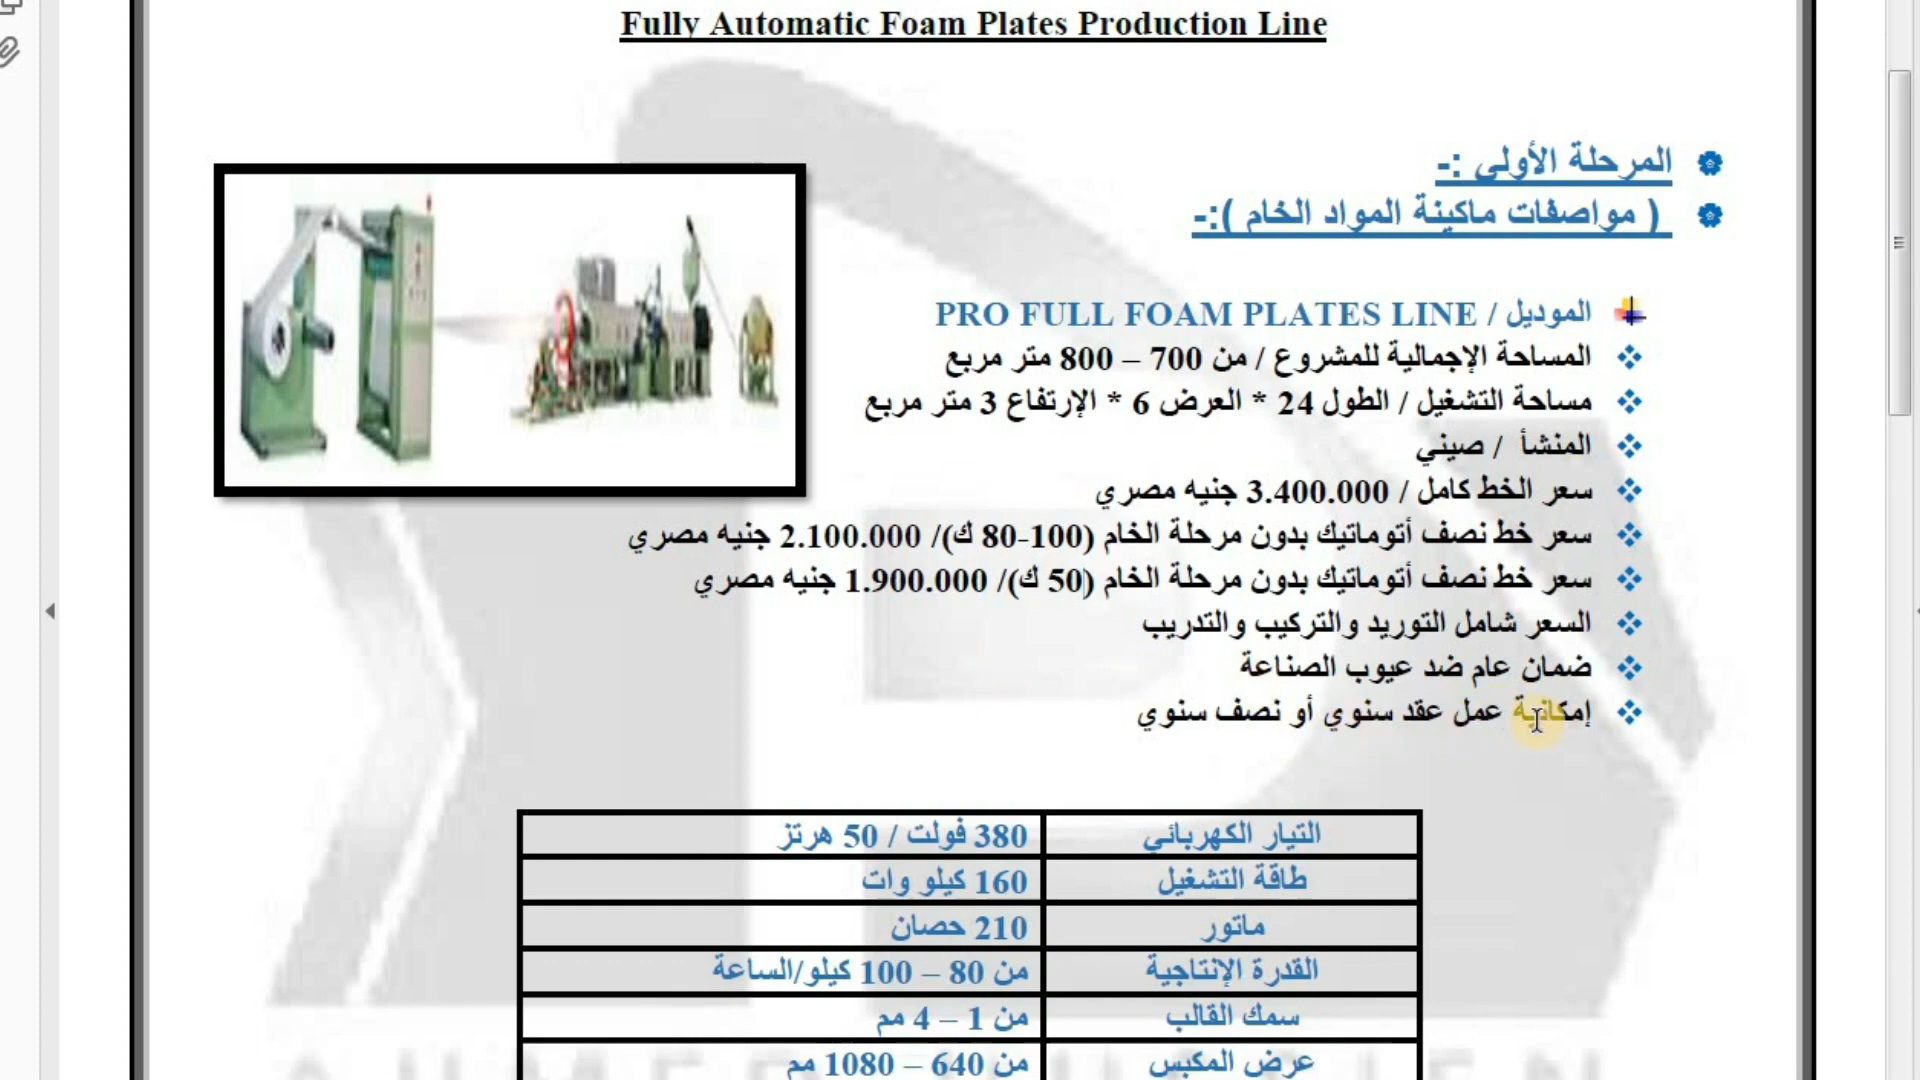 Fully Automatic Foam Plates Production Line
المرحلة الأولى :-
( مواصفات ماكينة المواد الخام ):-
الموديل / PRO FULL FOAM PLATES LINE
المساحة الإجمالية للمشروع / من 700 – 800 متر مربع
مساحة التشغيل / الطول 24 * العرض 6 * الإرتفاع 3 متر مربع
المنشأ / صيني
سعر الخط كامل / 3.400.000 جنيه مصري
سعر خط نصف أتوماتيك بدون مرحلة الخام (100-80 ك)/ 2.100.000 جنيه مصري
سعر خط نصف أتوماتيك بدون مرحلة الخام (50 ك)/ 1.900.000 جنيه مصري
السعر شامل التوريد والتركيب والتدريب
ضمان عام ضد عيوب الصناعة
إمكانية عمل عقد سنوي أو نصف سنوي
التيار الكهربائي 380 فولت / 50 هرتز
طاقة التشغيل 160 كيلو وات
ماتور 210 حصان
القدرة الإنتاجية من 80 – 100 كيلو/الساعة
سمك القالب من 1 – 4 مم
عرض المكبس من 640 – 1080 مم